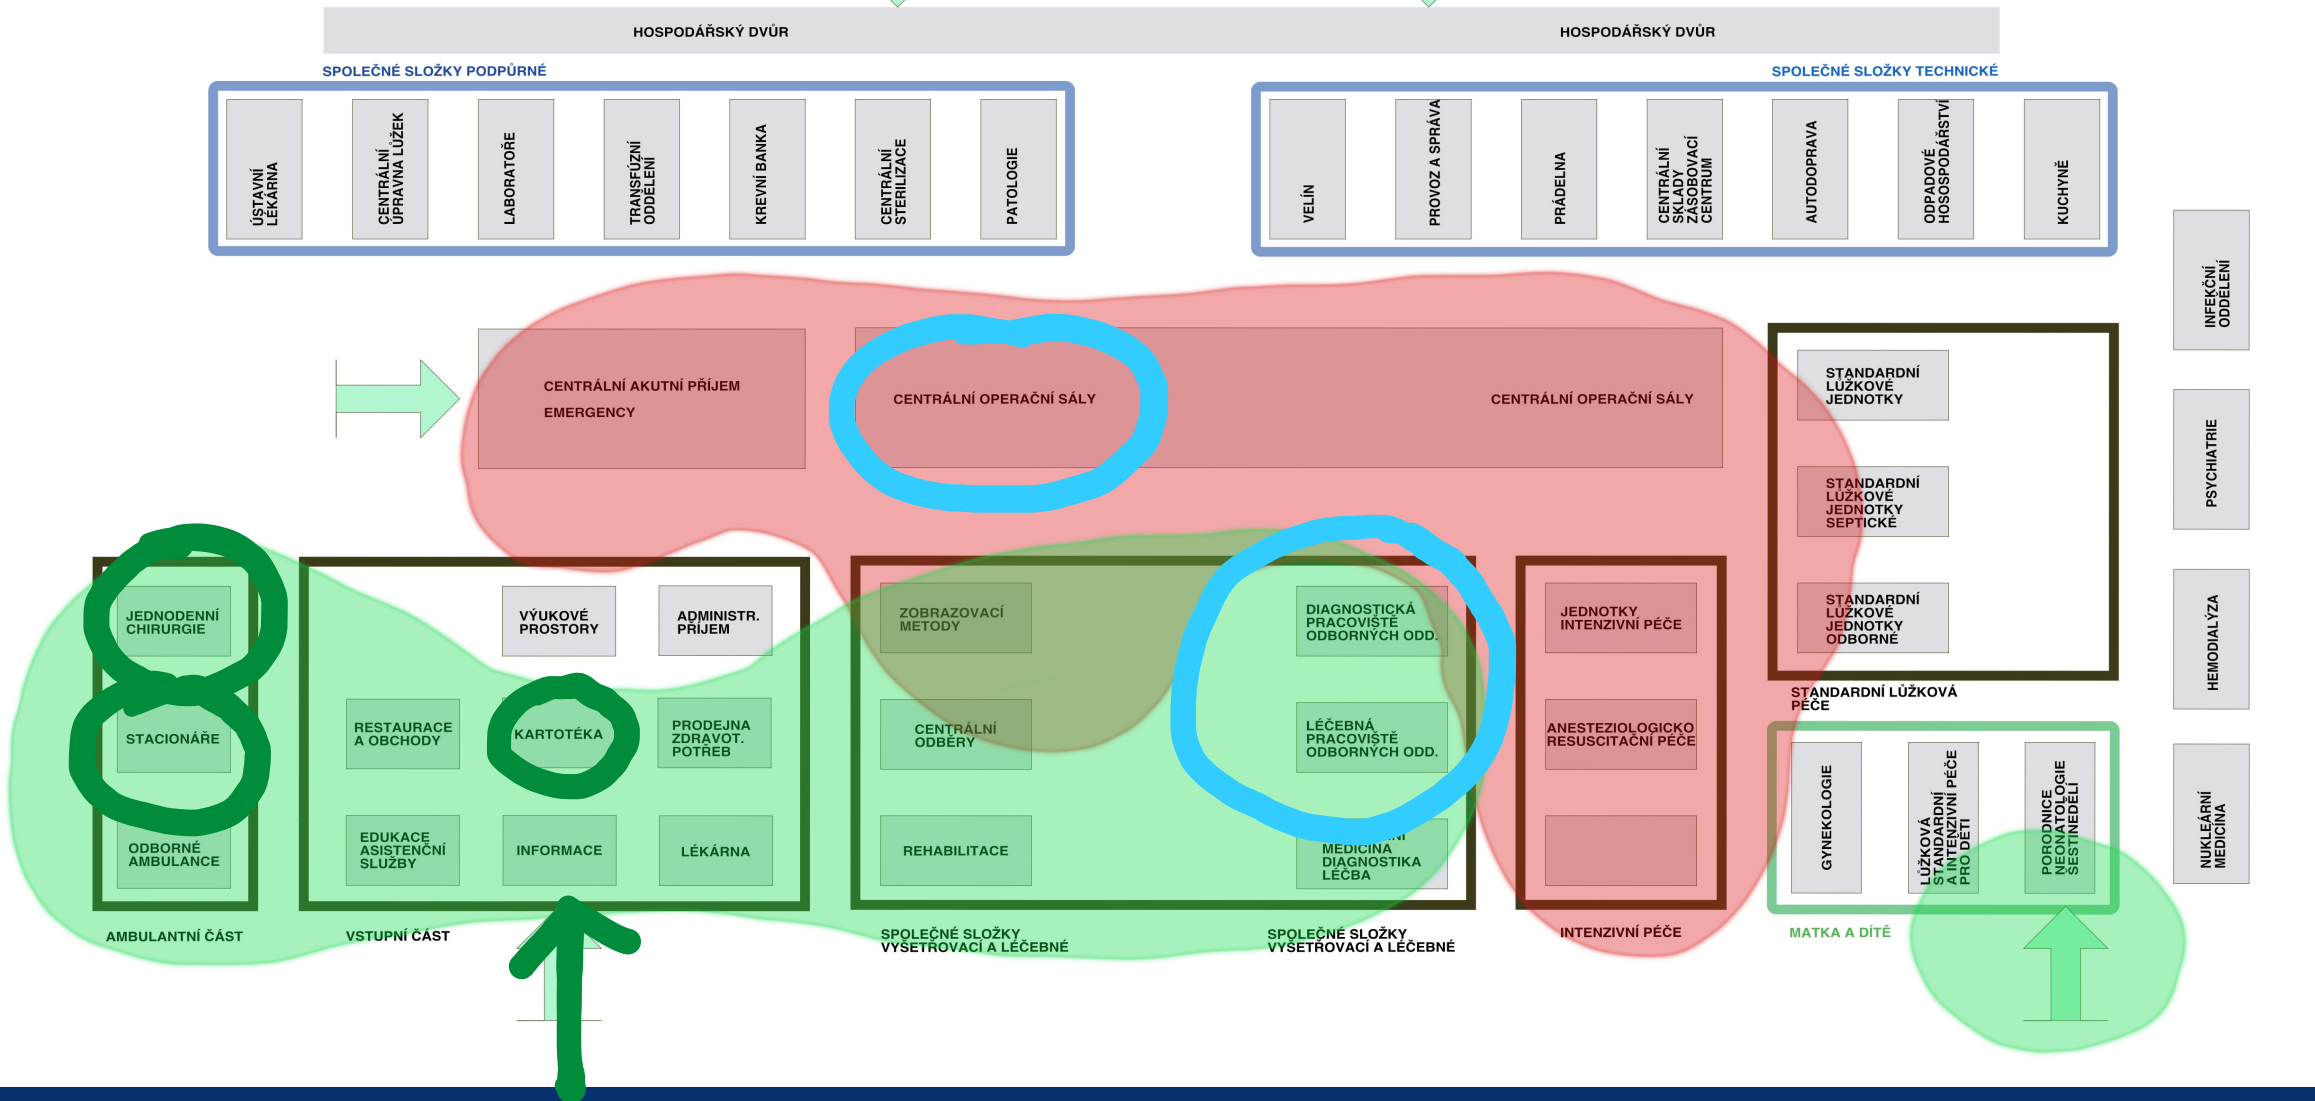 HOSPODÁŘSKÝ DVŮR
HOSPODÁŘSKÝ DVŮR
SPOLEČNÉ SLOŽKY PODPŮRNÉ
SPOLEČNÉ SLOŽKY TECHNICKÉ
ÚSTAVNÍ
LÉKÁRNA
CENTRÁLNÍ
ÚPRAVNA LŮŽEK
LABORATOŘE
TRANSFÚZNÍ
ODDĚLENÍ
KREVNÍ BANKA
CENTRÁLNÍ
STERILIZACE
PATOLOGIE
VELÍN
PROVOZ A SPRÁVA
PRÁDELNA
CENTRÁLNÍ
SKLADY
ZÁSOBOVACÍ
CENTRUM
AUTODOPRAVA
ODPADOVÉ
HOSOSPODÁŘSTVÍ
KUCHYNĚ
INFEKČNÍ
ODDĚLENÍ
CENTRÁLNÍ AKUTNÍ PŘÍJEM
EMERGENCY
CENTRÁLNÍ OPERAČNÍ SÁLY
CENTRÁLNÍ OPERAČNÍ SÁLY
STANDARDNÍ
LŮŽKOVÉ
JEDNOTKY
STANDARDNÍ
LŮŽKOVÉ
JEDNOTKY
SEPTICKÉ
STANDARDNÍ
LŮŽKOVÉ
JEDNOTKY
ODBORNÉ
STANDARDNÍ LŮŽKOVÁ
PÉČE
PSYCHIATRIE
HEMODIALÝZA
NUKLEÁRNÍ
MEDICÍNA
JEDNODENNÍ
CHIRURGIE
STACIONÁŘE
ODBORNÉ
AMBULANCE
AMBULANTNÍ ČÁST
VÝUKOVÉ
PROSTORY
ADMINISTR.
PŘÍJEM
RESTAURACE
A OBCHODY
KARTOTÉKA
PRODEJNA
ZDRAVOT.
POTŘEB
EDUKACE
ASISTENČNÍ
SLUŽBY
INFORMACE
LÉKÁRNA
VSTUPNÍ ČÁST
ZOBRAZOVACÍ
METODY
DIAGNOSTICKÁ
PRACOVIŠTĚ
ODBORNÝCH ODD.
CENTRÁLNÍ
ODBĚRY
LÉČEBNÁ
PRACOVIŠTĚ
ODBORNÝCH ODD.
REHABILITACE
MEDICÍNA
DIAGNOSTIKA
LÉČBA
SPOLEČNÉ SLOŽKY
VYŠETŘOVACÍ A LÉČEBNÉ
SPOLEČNÉ SLOŽKY
VYŠETŘOVACÍ A LÉČEBNÉ
JEDNOTKY
INTENZIVNÍ PÉČE
ANESTEZIOLOGICKO
RESUSCITAČNÍ PÉČE
INTENZIVNÍ PÉČE
GYNEKOLOGIE
LŮŽKOVÁ
STANDARDNÍ
A INTENZIVNÍ PÉČE
PRO DĚTI
PORODNICE
NEONATOLOGIE
ŠESTINEDĚLÍ
MATKA A DÍTĚ